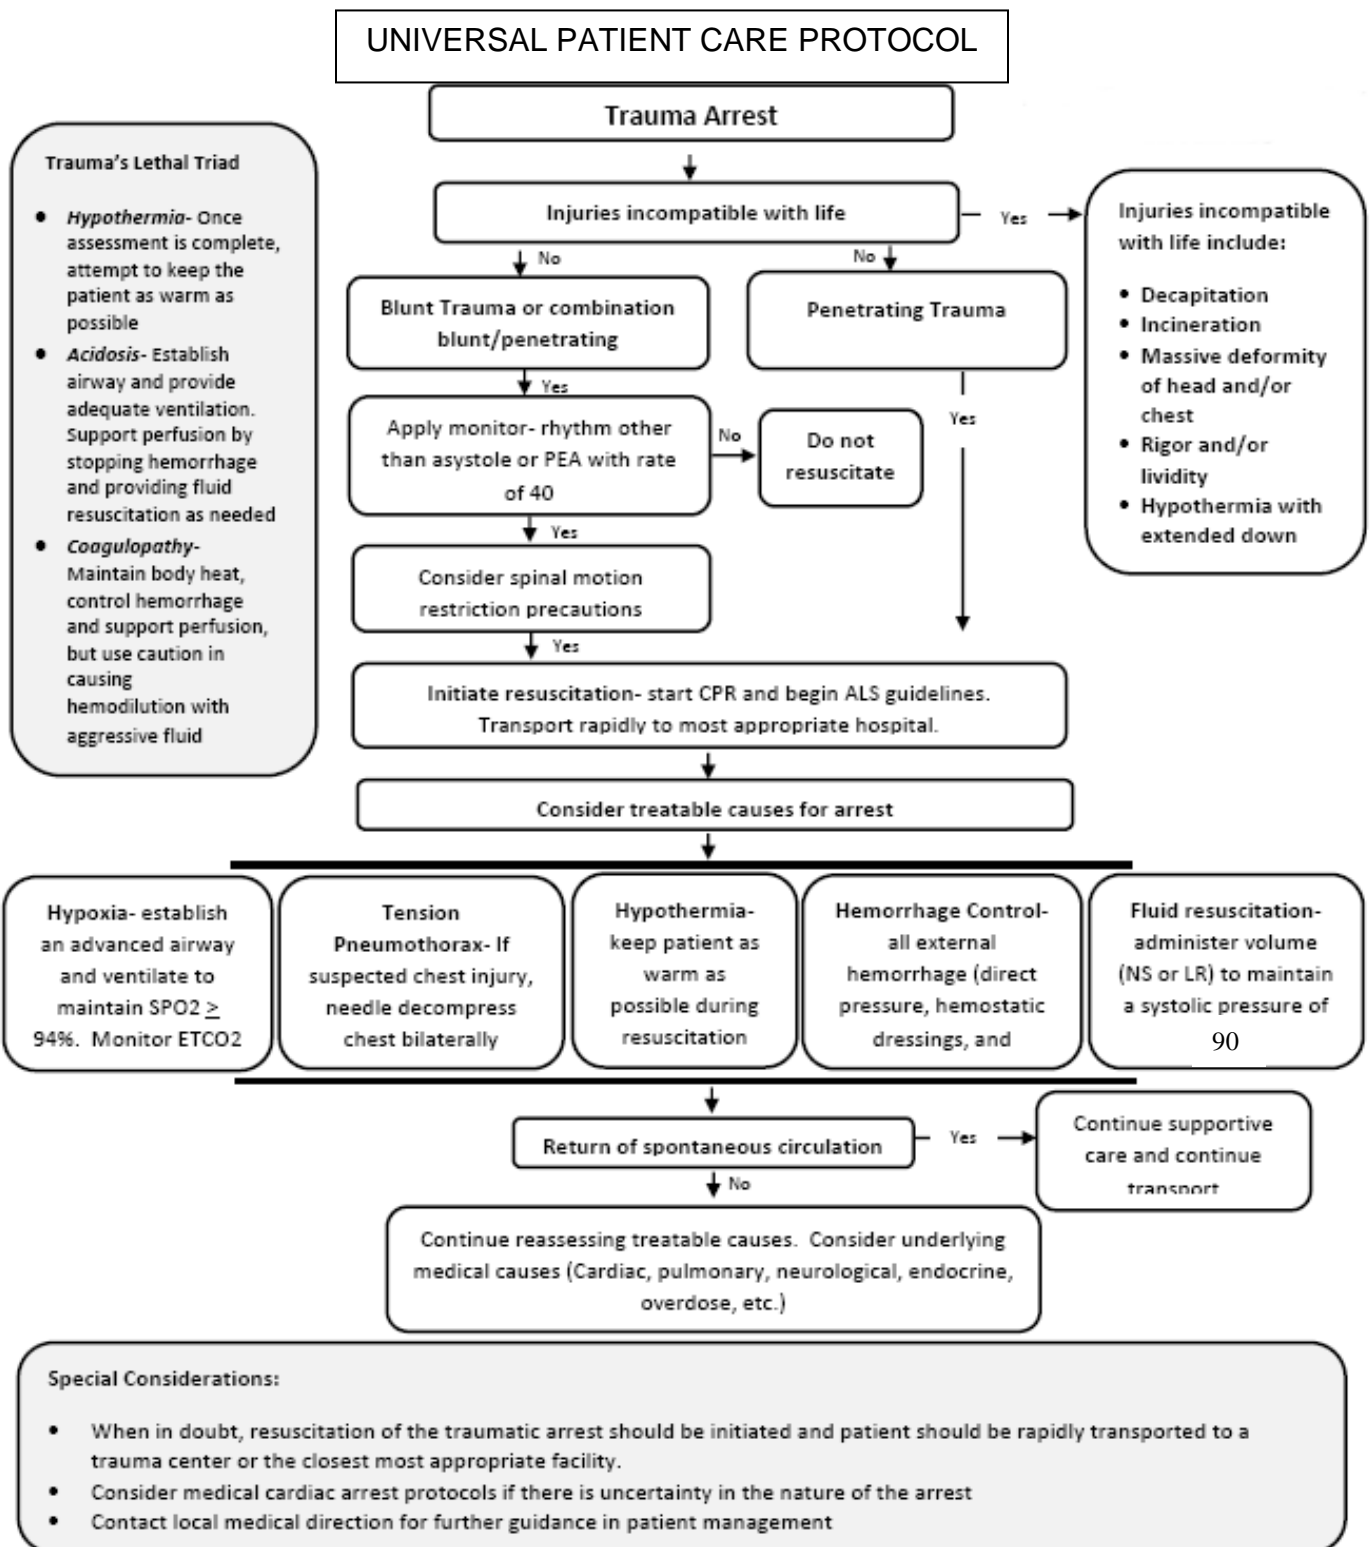 UNIVERSAL PATIENT CARE PROTOCOL
Trauma Arrest
Trauma's Lethal Triad
• Hypothermia- Once
assessment is complete,
attempt to keep the
patient as warm as
possible
• Acidosis- Establish
airway and provide
adequate ventilation.
Support perfusion by
stopping hemorrhage
and providing fluid
resuscitation as needed
• Coagulopathy-
Maintain body heat,
control hemorrhage
and support perfusion,
but use caution in
causing
hemodilution with
aggressive fluid
Injuries incompatible with life
Yes
Injuries incompatible
with life include:
• Decapitation
• Incineration
• Massive deformity
of head and/or
chest
• Rigor and/or
lividity
• Hypothermia with
extended down
No
No
Blunt Trauma or combination
blunt/penetrating
Penetrating Trauma
Yes
Yes
Apply monitor- rhythm other
than asystole or PEA with rate
of 40
No
Do not
resuscitate
Yes
Consider spinal motion
restriction precautions
Yes
Initiate resuscitation- start CPR and begin ALS guidelines.
Transport rapidly to most appropriate hospital.
Consider treatable causes for arrest
Hypoxia- establish
an advanced airway
and ventilate to
maintain SPO2 ≥
94%. Monitor ETCO2
Tension
Pneumothorax- If
suspected chest injury,
needle decompress
chest bilaterally
Hypothermia-
keep patient as
warm as
possible during
resuscitation
Hemorrhage Control-
all external
hemorrhage (direct
pressure, hemostatic
dressings, and
Fluid resuscitation-
administer volume
(NS or LR) to maintain
a systolic pressure of
90
Return of spontaneous circulation
Yes
Continue supportive
care and continue
transport
No
Continue reassessing treatable causes. Consider underlying
medical causes (Cardiac, pulmonary, neurological, endocrine,
overdose, etc.)
Special Considerations:
• When in doubt, resuscitation of the traumatic arrest should be initiated and patient should be rapidly transported to a
trauma center or the closest most appropriate facility.
• Consider medical cardiac arrest protocols if there is uncertainty in the nature of the arrest
• Contact local medical direction for further guidance in patient management